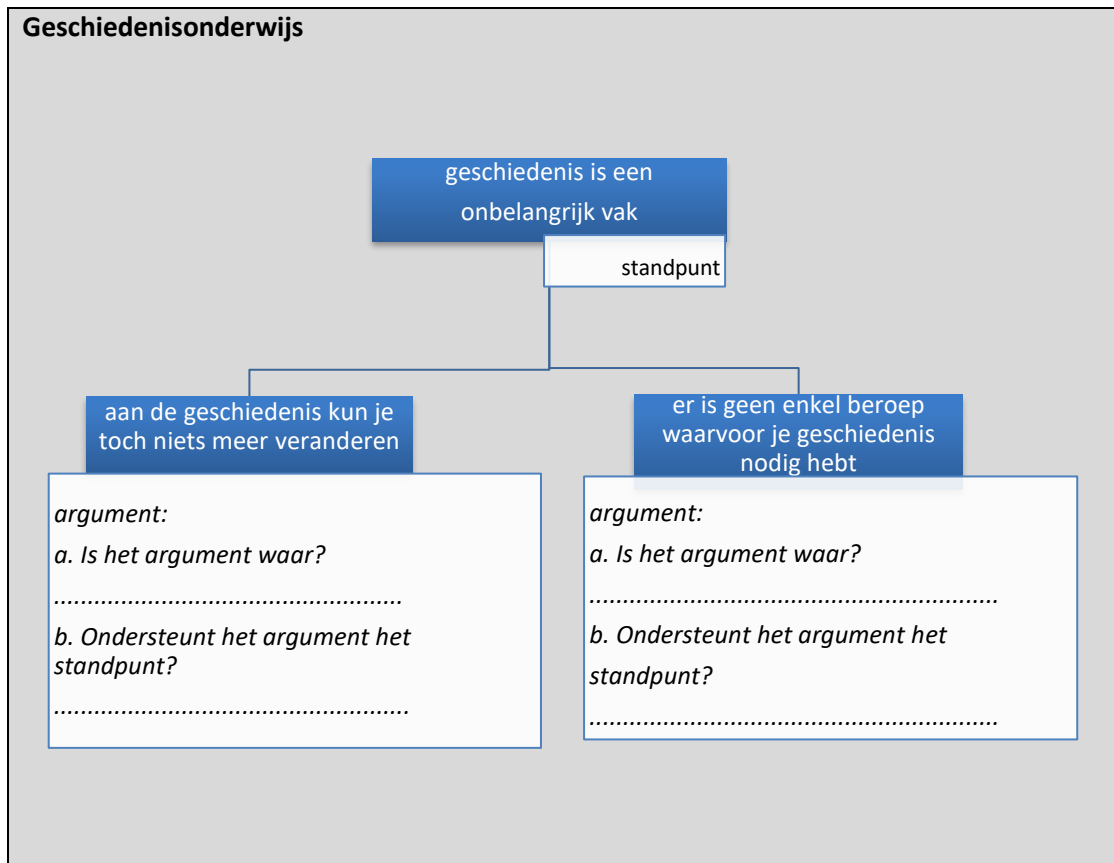 Geschiedenisonderwijs
geschiedenis is een
onbelangrijk vak
standpunt
aan de geschiedenis kun je
toch niets meer veranderen
argument:
a. Is het argument waar?
....................................................
b. Ondersteunt het argument het
standpunt?
.....................................................
er is geen enkel beroep
waarvoor je geschiedenis
nodig hebt
argument:
a. Is het argument waar?
.............................................................
b. Ondersteunt het argument het
standpunt?
.............................................................